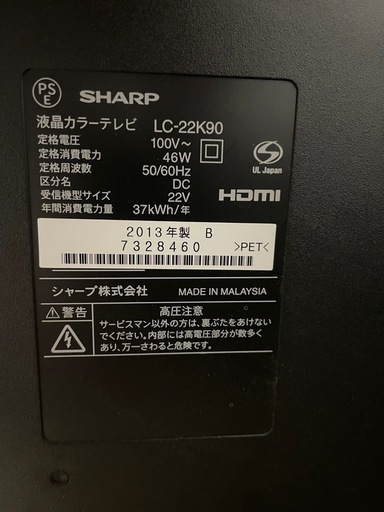 PS
E
SHARP
液晶カラーテレビ LC-22K90
定格電圧 100V～
定格消費電力 46W
定格周波数 50/60Hz
区分名 DC
受信機型サイズ 22V
年間消費電力量 37kWh/年
S
UL Japan
HDMI
2013年製 B
7328460
>PET<
シャープ株式会社 MADE IN MALAYSIA
警告 高圧注意
サービスマン以外の方は、裏ぶたをあけない
でください。内部には高電圧部分が数多く
あり、万一さわると危険です。